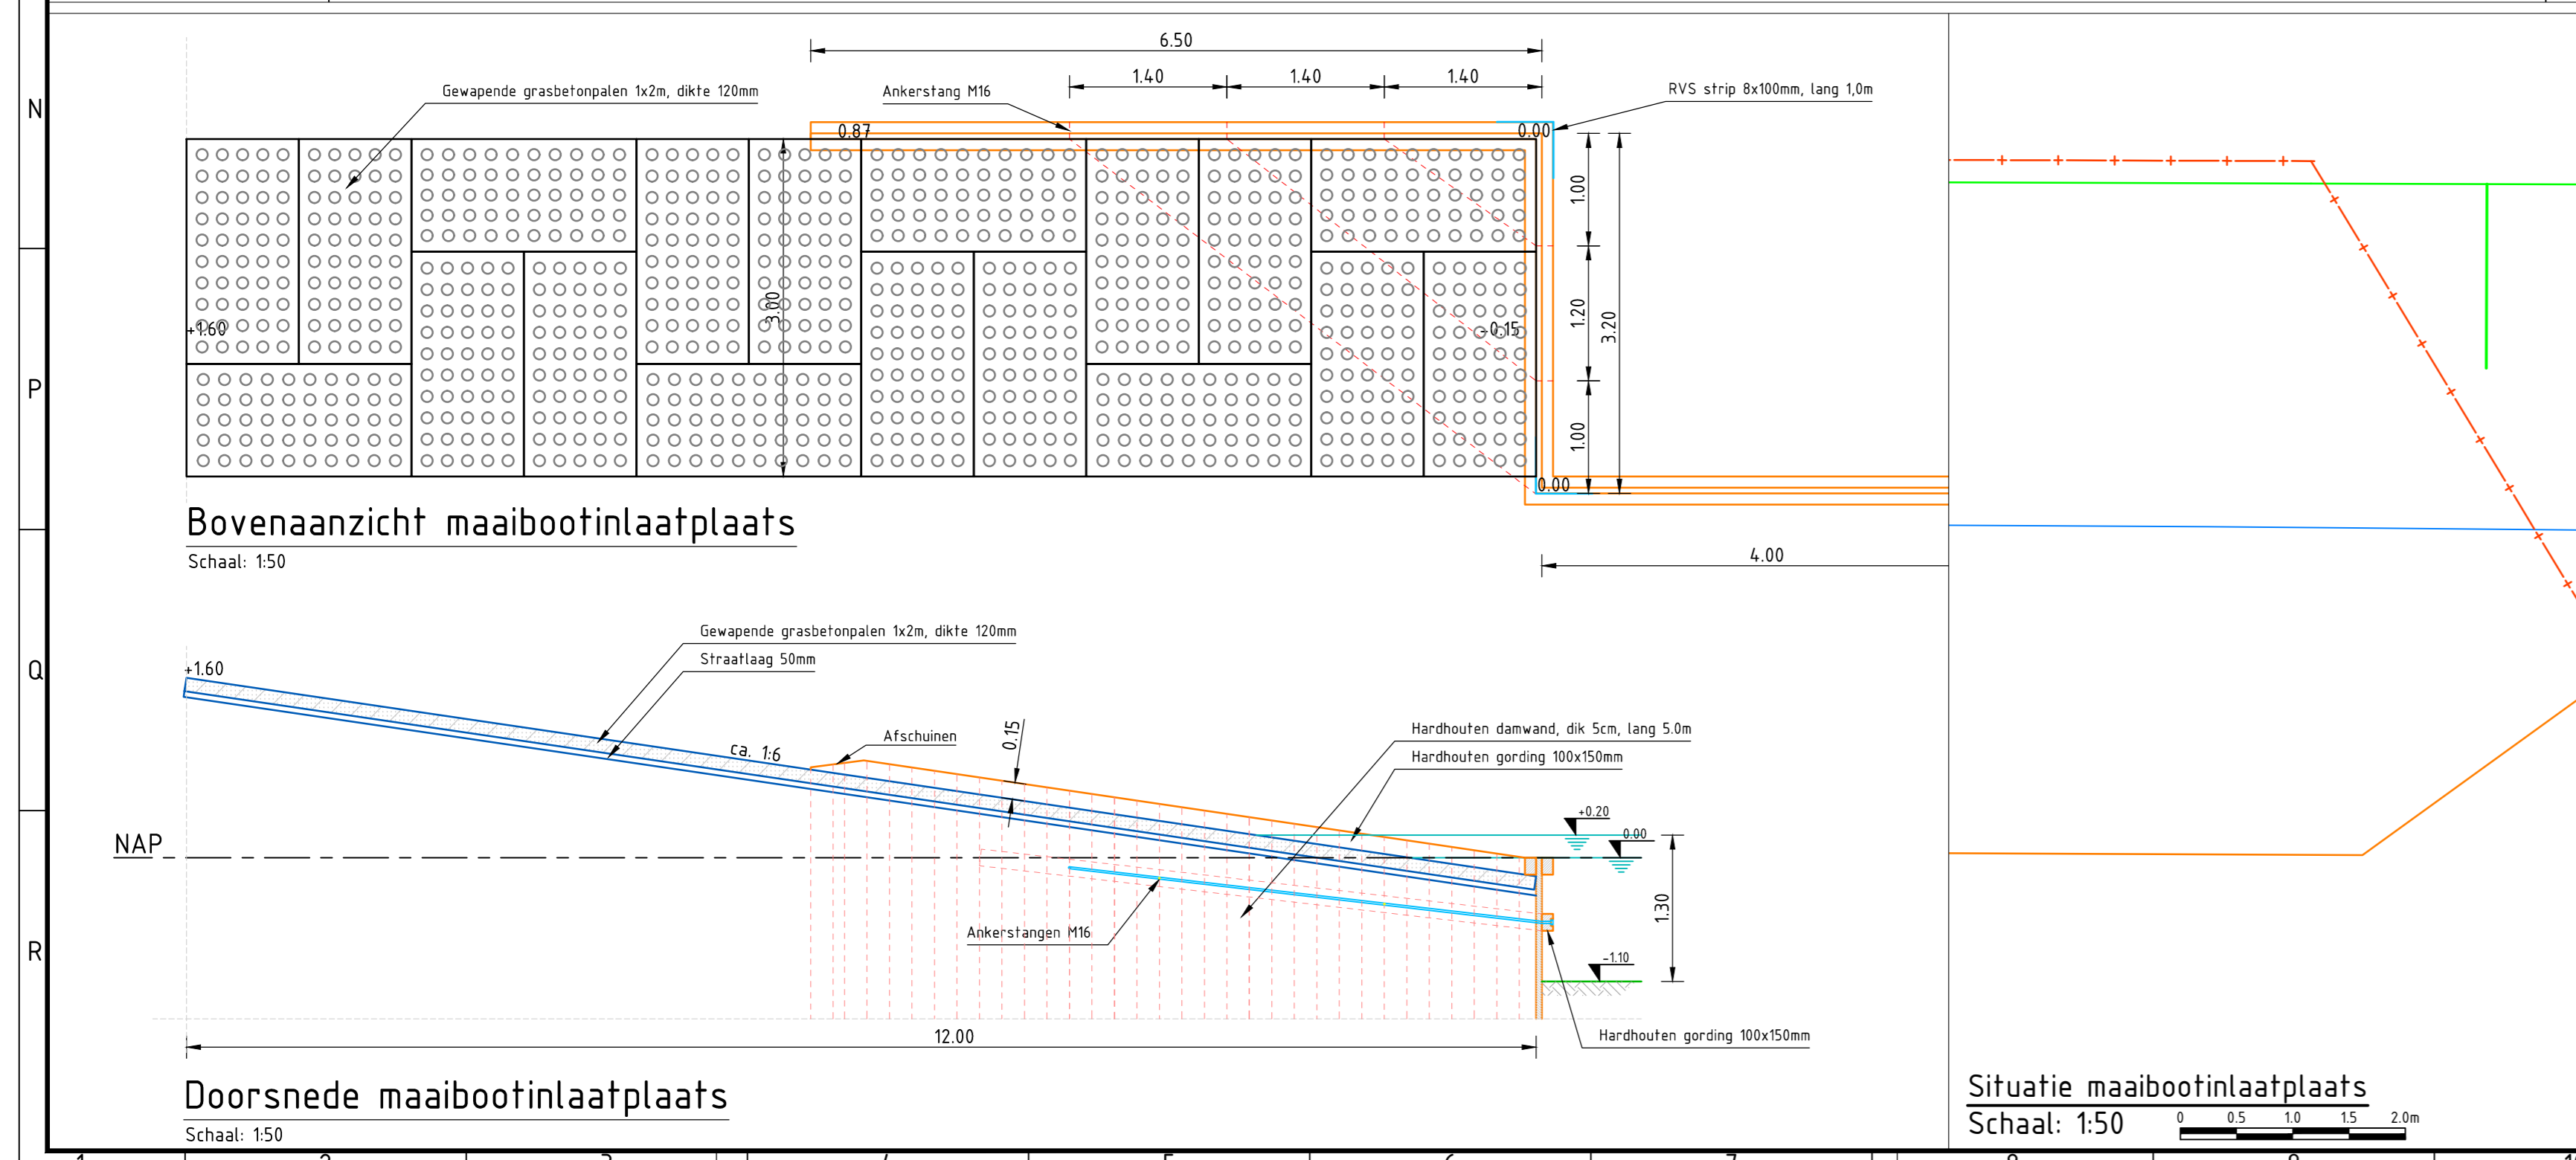 6.50
1.40 1.40 1.40
Gewapende grasbetonpalen 1x2m, dikte 120mm
Ankerstang M16
RVS strip 8x100mm, lang 1,0m
N
0.87
0.00
1.00
3.00
1.20
3.20
+1.60
-0.15
P
1.00
0.00
Bovenaanzicht maaibootinlaatplaats
Schaal: 1:50
4.00
Gewapende grasbetonpalen 1x2m, dikte 120mm
Straatlaag 50mm
Q
+1.60
ca. 1:6
Afschuinen
0.15
Hardhouten damwand, dik 5cm, lang 5.0m
Hardhouten gording 100x150mm
+0.20
0.00
NAP
1.30
Ankerstangen M16
R
-1.10
Hardhouten gording 100x150mm
12.00
Doorsnede maaibootinlaatplaats
Schaal: 1:50
Situatie maaibootinlaatplaats
Schaal: 1:50
0 0.5 1.0 1.5 2.0m